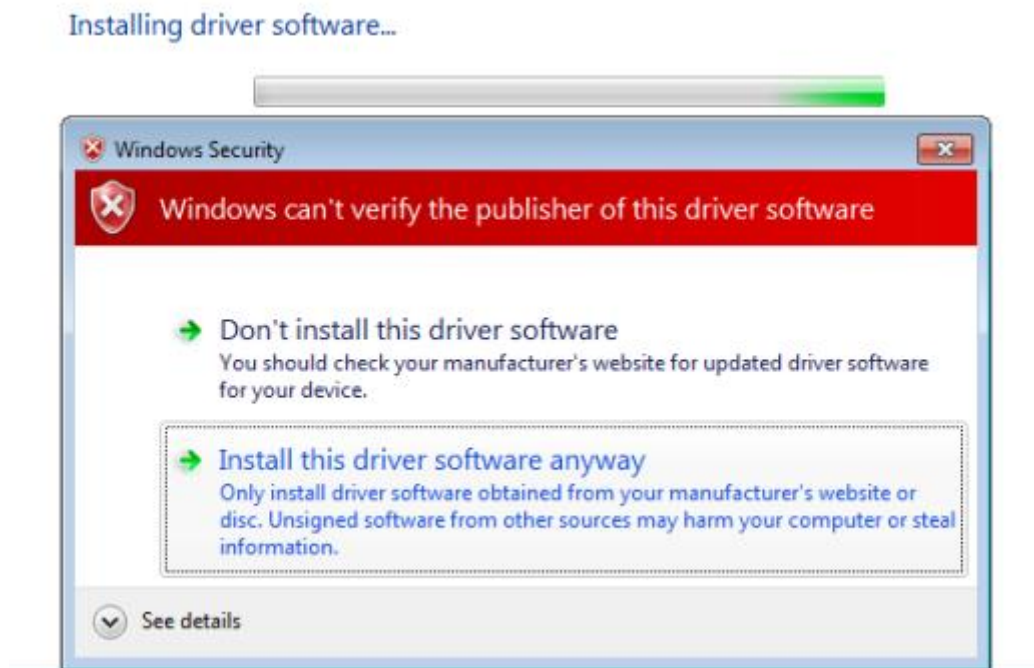 Installing driver software...
Windows Security
Windows can't verify the publisher of this driver software
Don't install this driver software
You should check your manufacturer's website for updated driver software
for your device.
Install this driver software anyway
Only install driver software obtained from your manufacturer's website or
disc. Unsigned software from other sources may harm your computer or steal
information.
See details